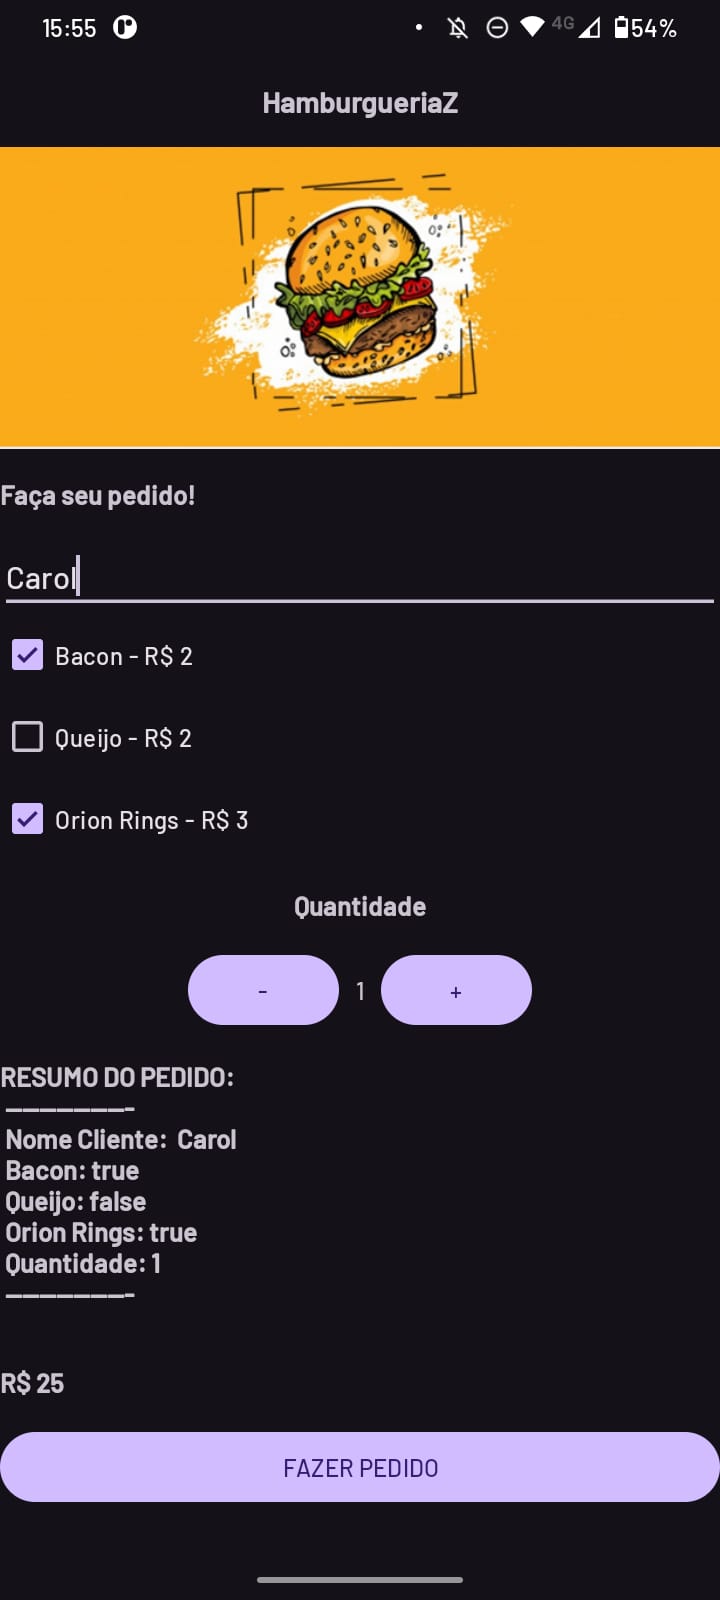 15:55
4G
54%
HamburgueriaZ
Faça seu pedido!
Carol
Bacon - R$ 2
Queijo - R$ 2
Orion Rings - R$ 3
Quantidade
-
1
+
RESUMO DO PEDIDO:
———————-
Nome Cliente:  Carol
Bacon: true
Queijo: false
Orion Rings: true
Quantidade: 1
———————-
R$ 25
FAZER PEDIDO